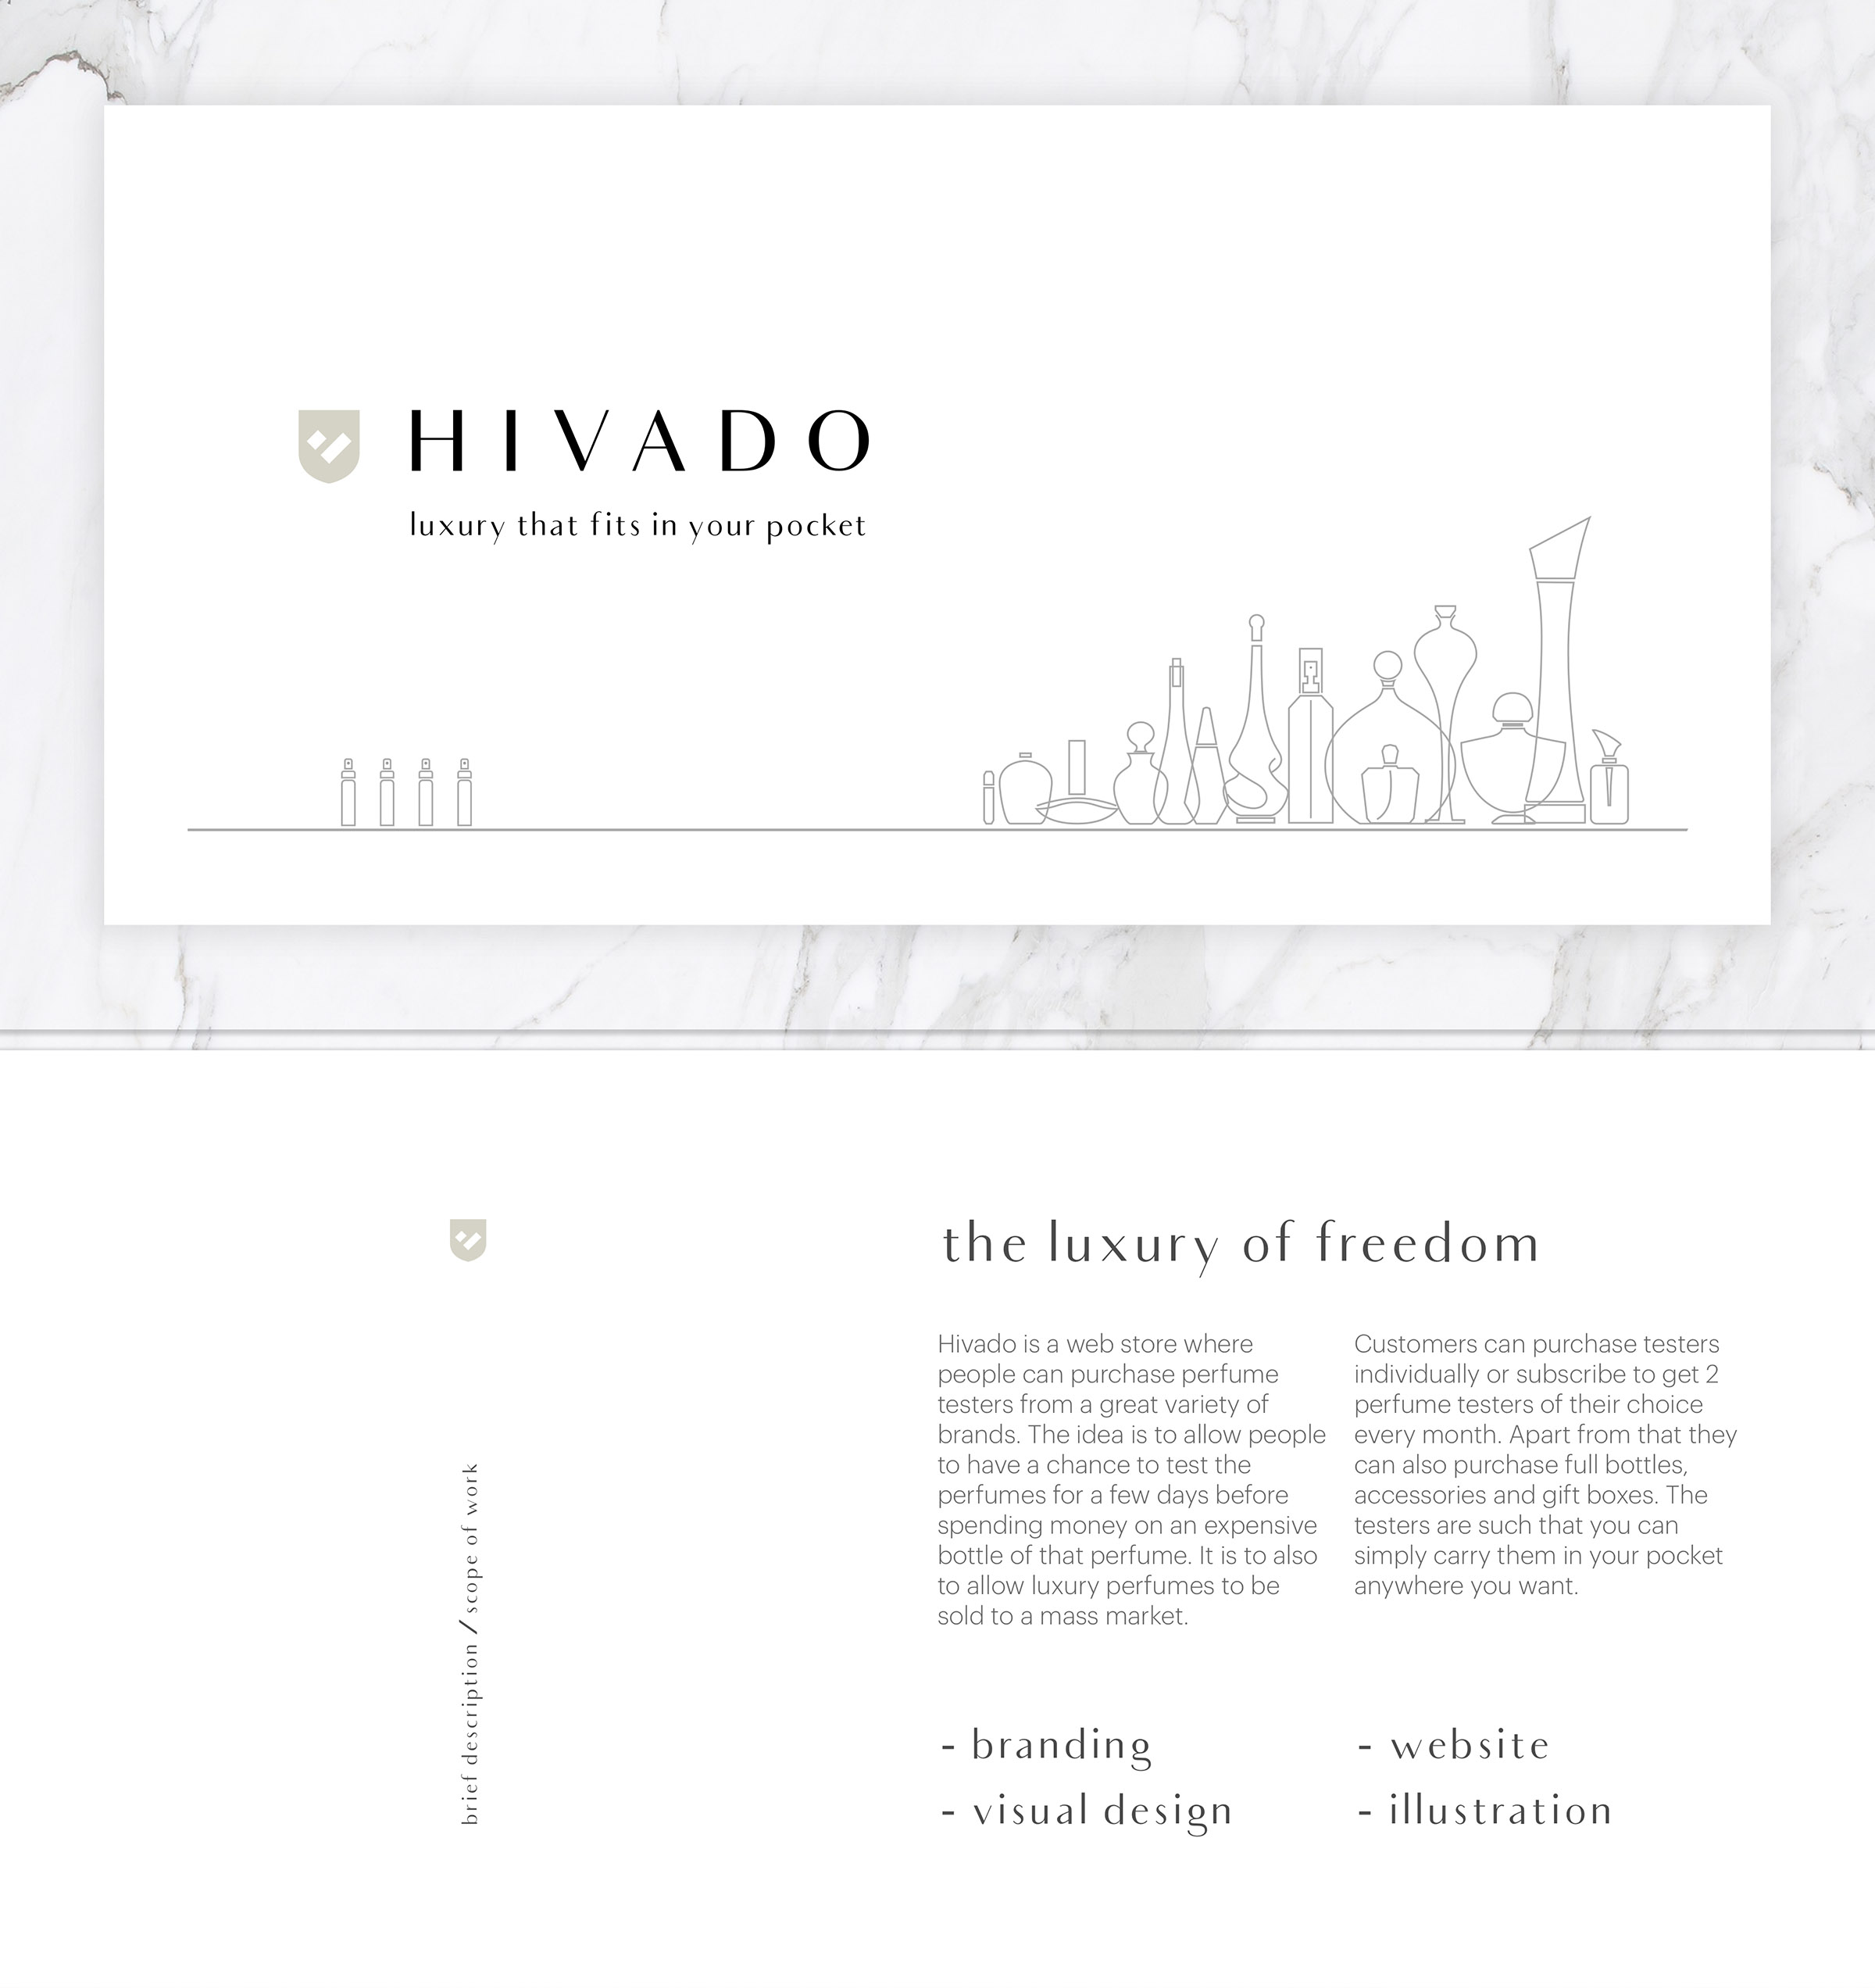 HIVADO
luxury that fits in your pocket
the luxury of freedom
Hivado is a web store where
people can purchase perfume
testers from a great variety of
brands. The idea is to allow people
to have a chance to test the
perfumes for a few days before
spending money on an expensive
bottle of that perfume. It is to also
to allow luxury perfumes to be
sold to a mass market.
Customers can purchase testers
individually or subscribe to get 2
perfume testers of their choice
every month. Apart from that they
can also purchase full bottles,
accessories and gift boxes. The
testers are such that you can
simply carry them in your pocket
anywhere you want.
brief description / scope of work
- branding
- visual design
- website
- illustration